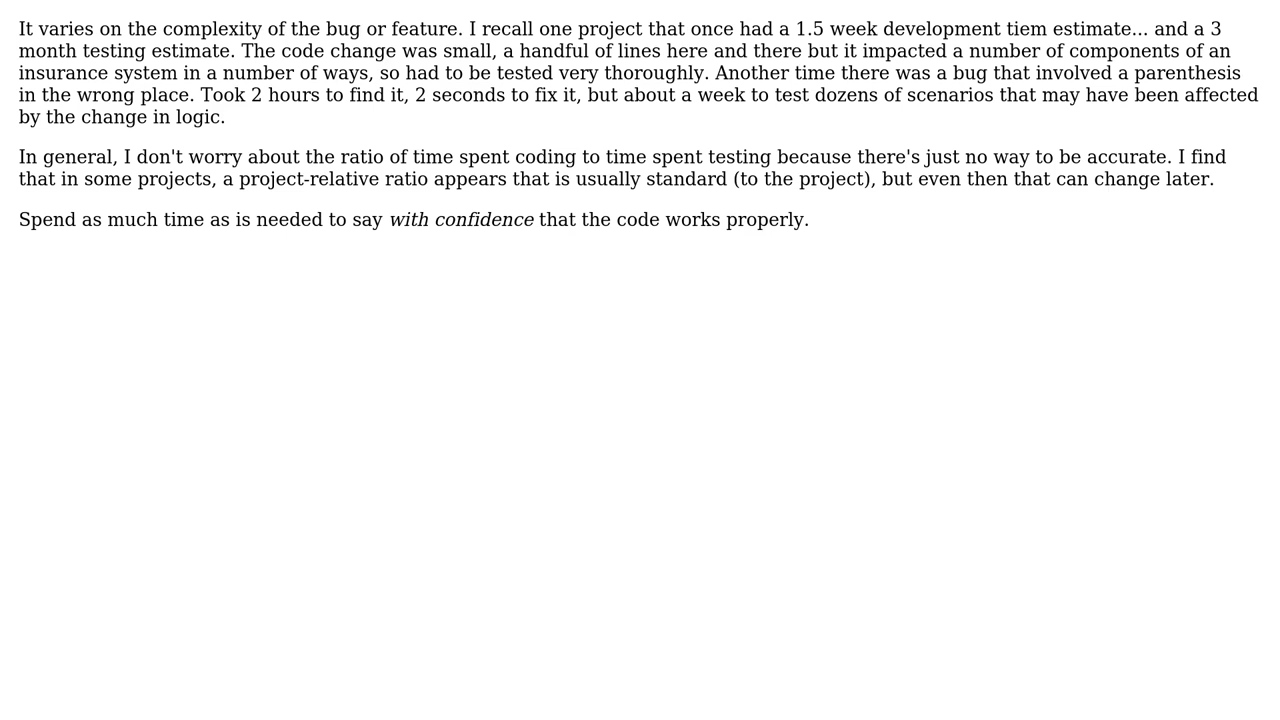 It varies on the complexity of the bug or feature. I recall one project that once had a 1.5 week development tiem estimate... and a 3
month testing estimate. The code change was small, a handful of lines here and there but it impacted a number of components of an
insurance system in a number of ways, so had to be tested very thoroughly. Another time there was a bug that involved a parenthesis
in the wrong place. Took 2 hours to find it, 2 seconds to fix it, but about a week to test dozens of scenarios that may have been affected
by the change in logic.
In general, I don't worry about the ratio of time spent coding to time spent testing because there's just no way to be accurate. I find
that in some projects, a project-relative ratio appears that is usually standard (to the project), but even then that can change later.
Spend as much time as is needed to say with confidence that the code works properly.